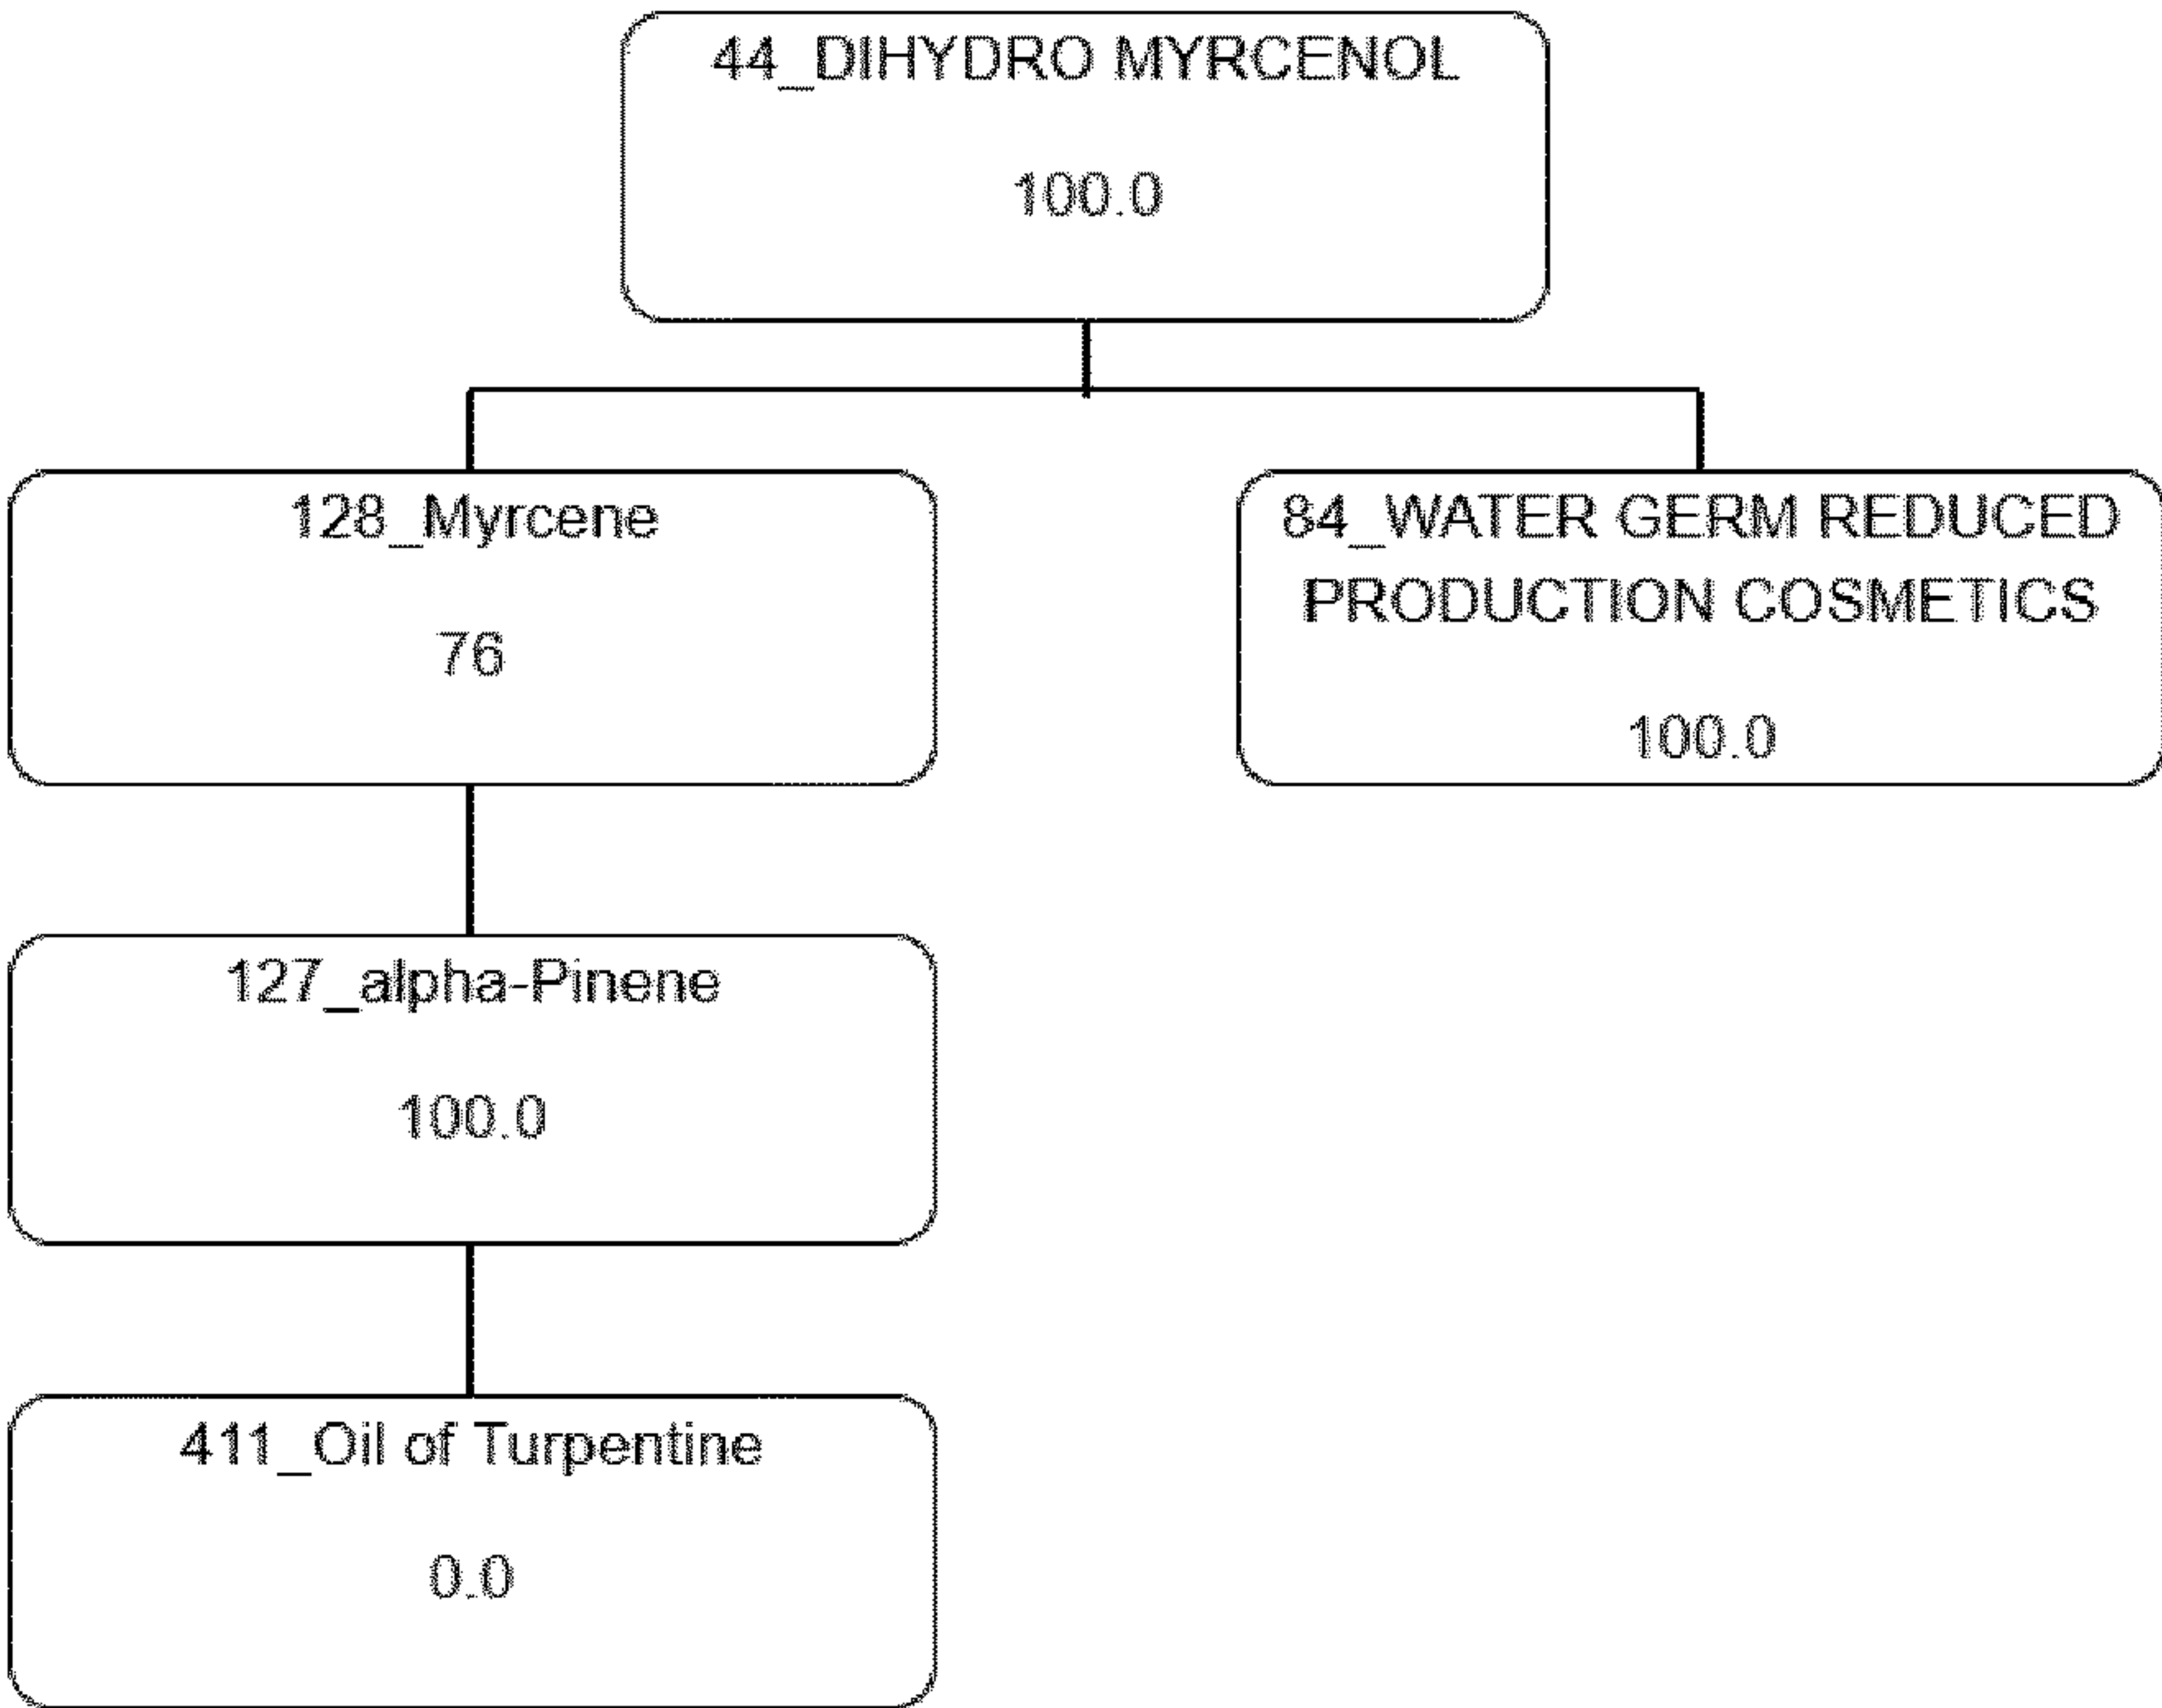 44_DIHYDRO MYRCENOL
100.0
128_Myrcene
76
84_WATER GERM REDUCED
PRODUCTION COSMETICS
100.0
127_alpha-Pinene
100.0
411_Oil of Turpentine
0.0